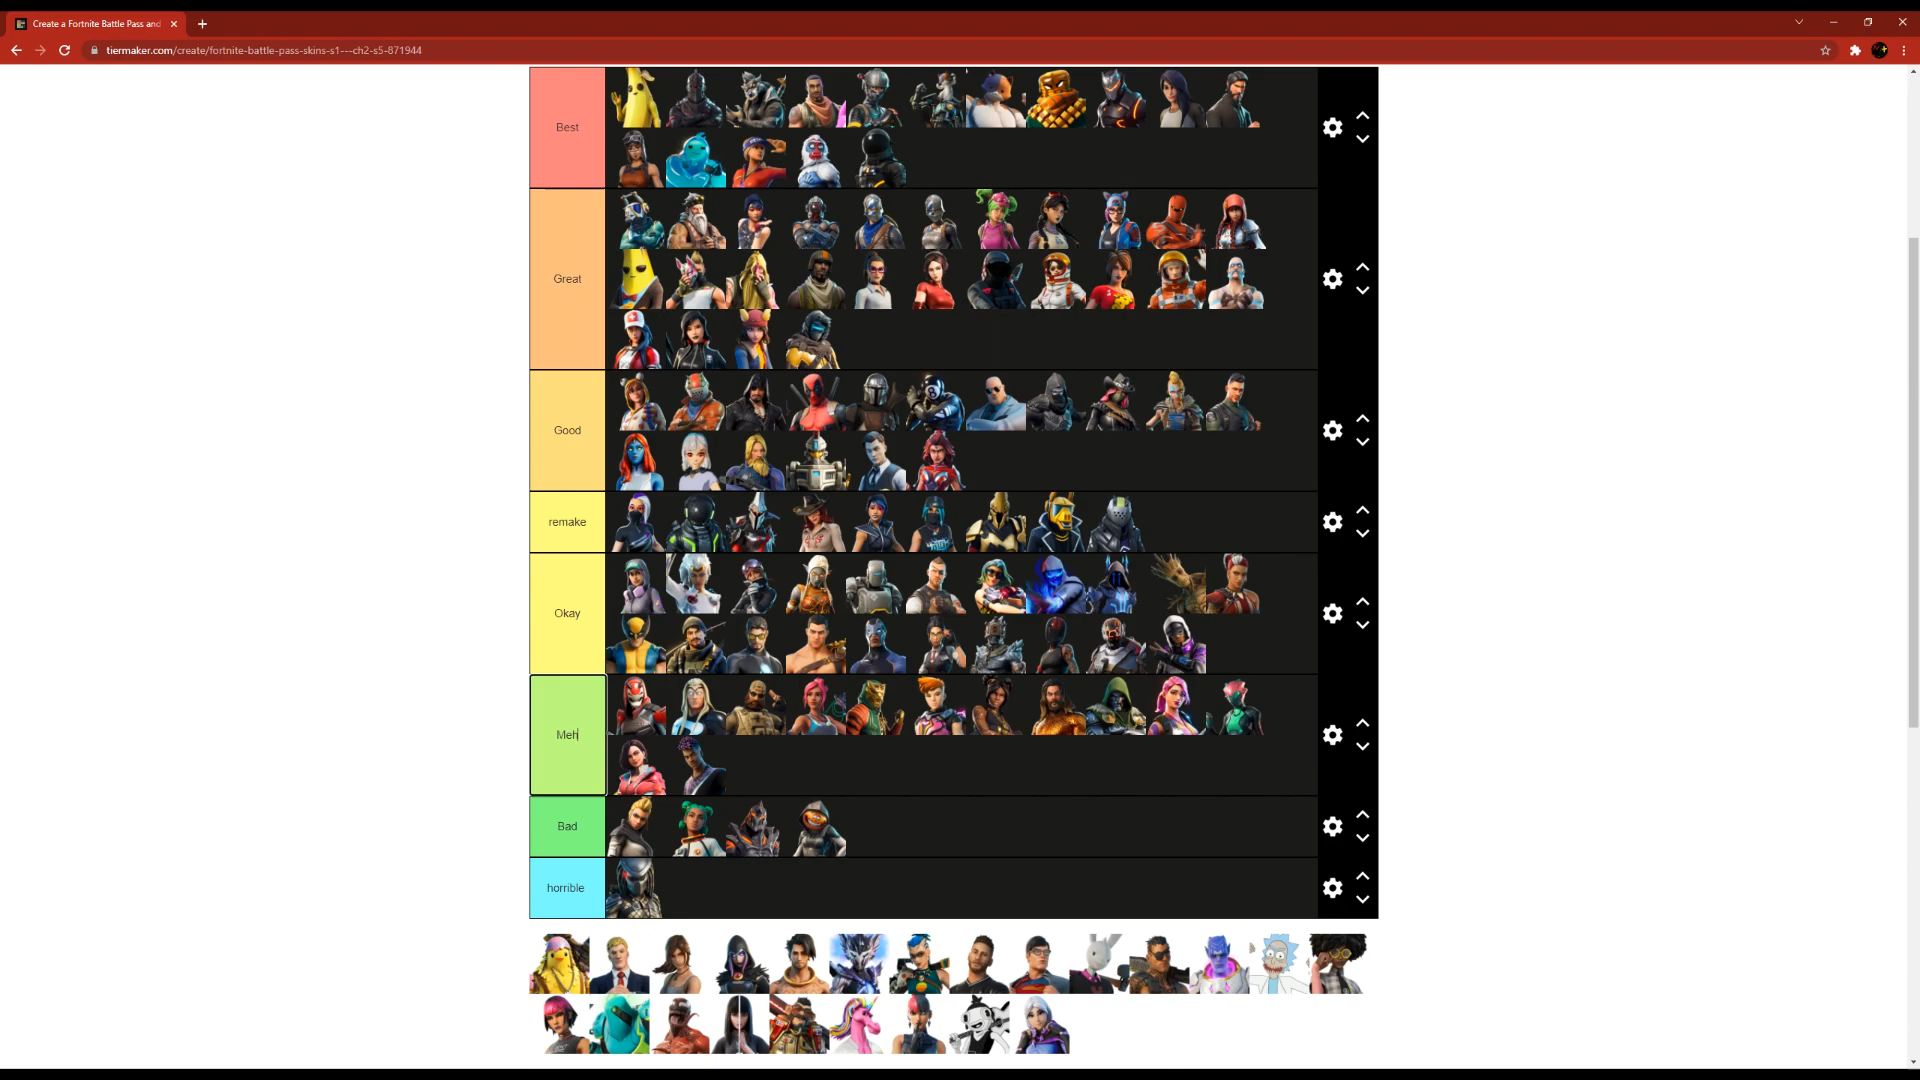 Create a Fortnite Battle Pass and
tiermaker.com/create/fortnite-battle-pass-skins-s1---ch2-s5-871944
Best
Great
Good
remake
Okay
Meh
Bad
horrible